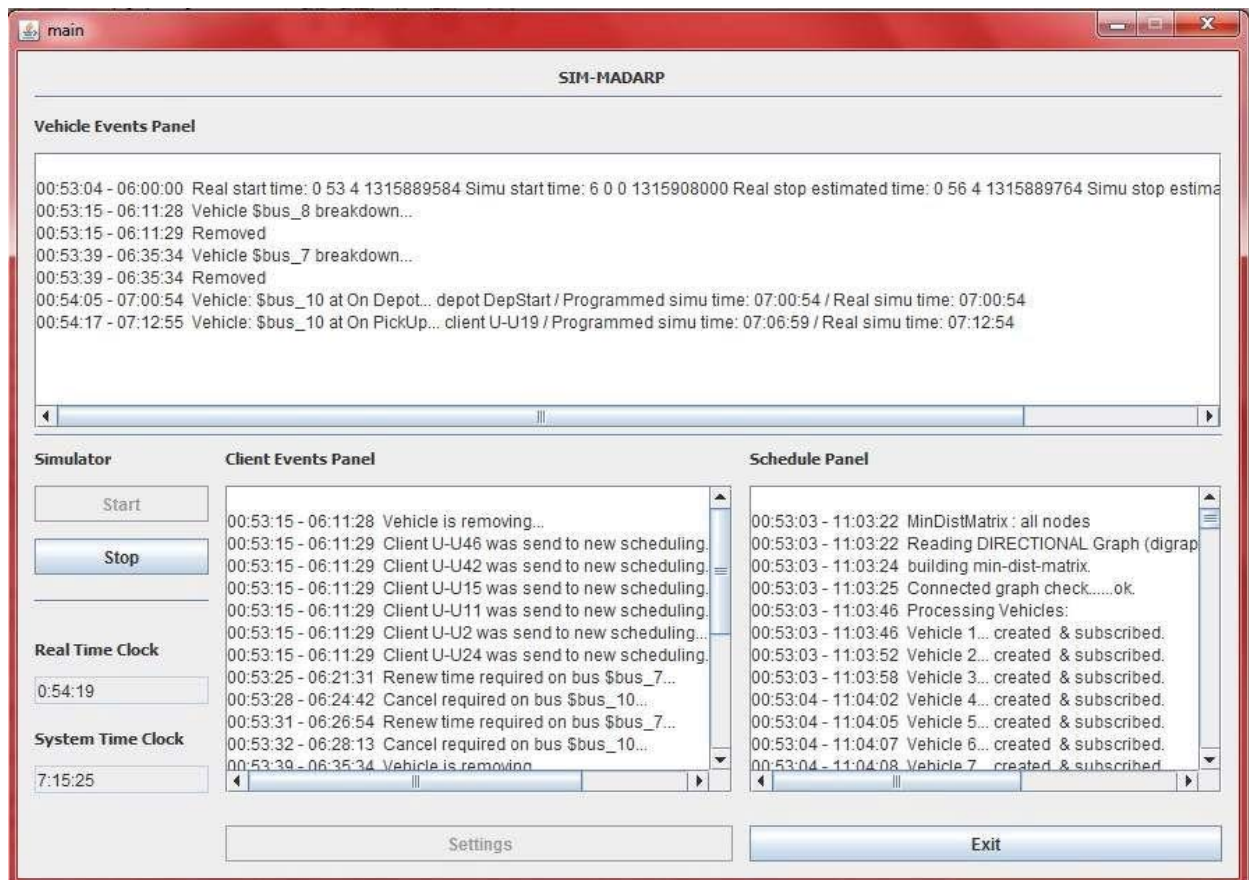 main
SIM-MADARP
Vehicle Events Panel
00:53:04 - 06:00:00 Real start time: 0 53 4 1315889584 Simu start time: 6 0 0 1315908000 Real stop estimated time: 0 56 4 1315889764 Simu stop estima
00:53:15 - 06:11:28 Vehicle $bus_8 breakdown...
00:53:15 - 06:11:29 Removed
00:53:39 - 06:35:34 Vehicle $bus_7 breakdown...
00:53:39 - 06:35:34 Removed
00:54:05 - 07:00:54 Vehicle: $bus_10 at On Depot... depot DepStart / Programmed simu time: 07:00:54 / Real simu time: 07:00:54
00:54:17 - 07:12:55 Vehicle: $bus_10 at On PickUp... client U-U19 / Programmed simu time: 07:06:59 / Real simu time: 07:12:54
Simulator
Start
Stop
Real Time Clock
0:54:19
System Time Clock
7:15:25
Client Events Panel
00:53:15 - 06:11:28 Vehicle is removing...
00:53:15 - 06:11:29 Client U-U46 was send to new scheduling.
00:53:15 - 06:11:29 Client U-U42 was send to new scheduling.
00:53:15 - 06:11:29 Client U-U15 was send to new scheduling.
00:53:15 - 06:11:29 Client U-U11 was send to new scheduling.
00:53:15 - 06:11:29 Client U-U2 was send to new scheduling...
00:53:15 - 06:11:29 Client U-U24 was send to new scheduling.
00:53:25 - 06:21:31 Renew time required on bus $bus_7...
00:53:28 - 06:24:42 Cancel required on bus $bus_10...
00:53:31 - 06:26:54 Renew time required on bus $bus_7...
00:53:32 - 06:28:13 Cancel required on bus $bus_10...
00:53:39 - 06:35:34 Vehicle is removing
Schedule Panel
00:53:03 - 11:03:22 MinDistMatrix : all nodes
00:53:03 - 11:03:22 Reading DIRECTIONAL Graph (digrap
00:53:03 - 11:03:24 building min-dist-matrix.
00:53:03 - 11:03:25 Connected graph check......ok.
00:53:03 - 11:03:46 Processing Vehicles:
00:53:03 - 11:03:46 Vehicle 1... created & subscribed.
00:53:03 - 11:03:52 Vehicle 2... created & subscribed.
00:53:03 - 11:03:58 Vehicle 3... created & subscribed.
00:53:04 - 11:04:02 Vehicle 4... created & subscribed.
00:53:04 - 11:04:05 Vehicle 5... created & subscribed.
00:53:04 - 11:04:07 Vehicle 6... created & subscribed.
00:53:04 - 11:04:08 Vehicle 7... created & subscribed
Settings
Exit